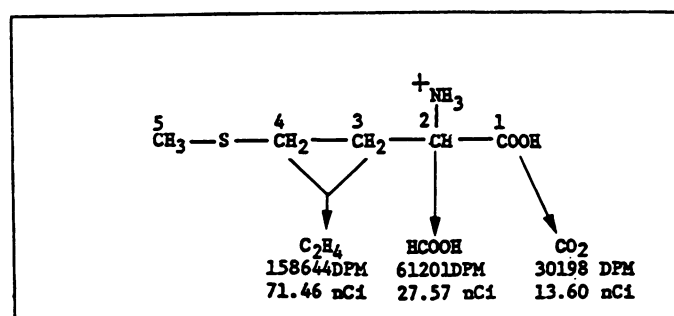 +NH3
5 4 3 2 1
CH3—S—CH2—CH2—CH—COOH
C2H4 HCOOH CO2
158644DPM 61201DPM 30198 DPM
71.46 nCi 27.57 nCi 13.60 nCi